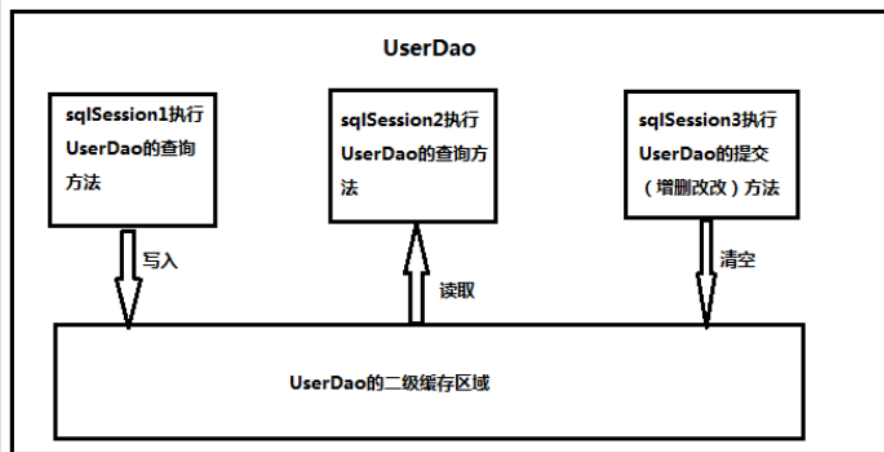 UserDao
sqlSession1执行
UserDao的查询
方法
sqlSession2执行
UserDao的查询方
法
sqlSession3执行
UserDao的提交
（增删改改）方法
写入
读取
清空
UserDao的二级缓存区域